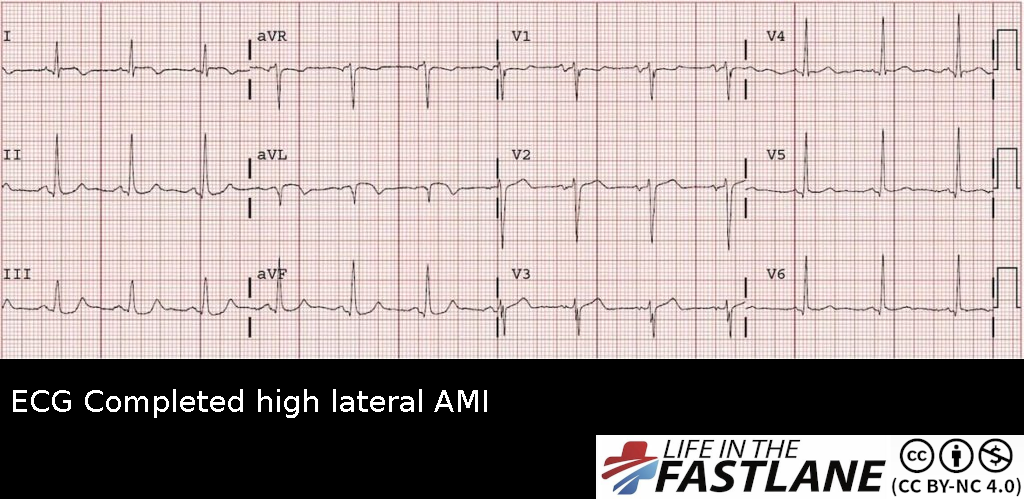 I aVR V1 V4
II aVL V2 V5
III aVF V3 V6
ECG Completed high lateral AMI
LIFE IN THE
FASTLANE
cc $
(CC BY-NC 4.0)